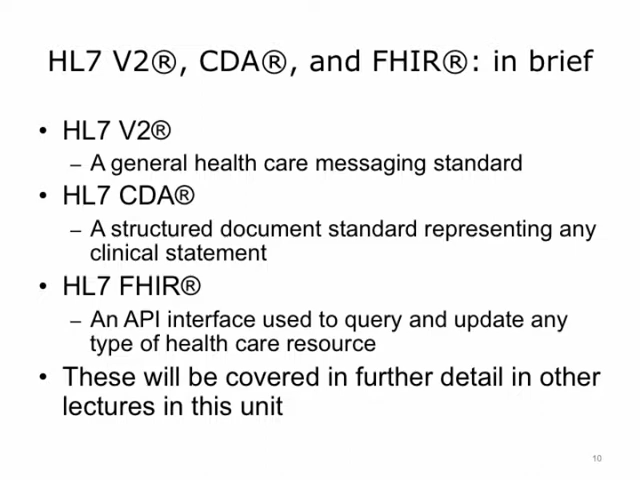 HL7 V2®, CDA®, and FHIR®: in brief
• HL7 V2®
– A general health care messaging standard
• HL7 CDA®
– A structured document standard representing any
clinical statement
• HL7 FHIR®
– An API interface used to query and update any
type of health care resource
• These will be covered in further detail in other
lectures in this unit
10